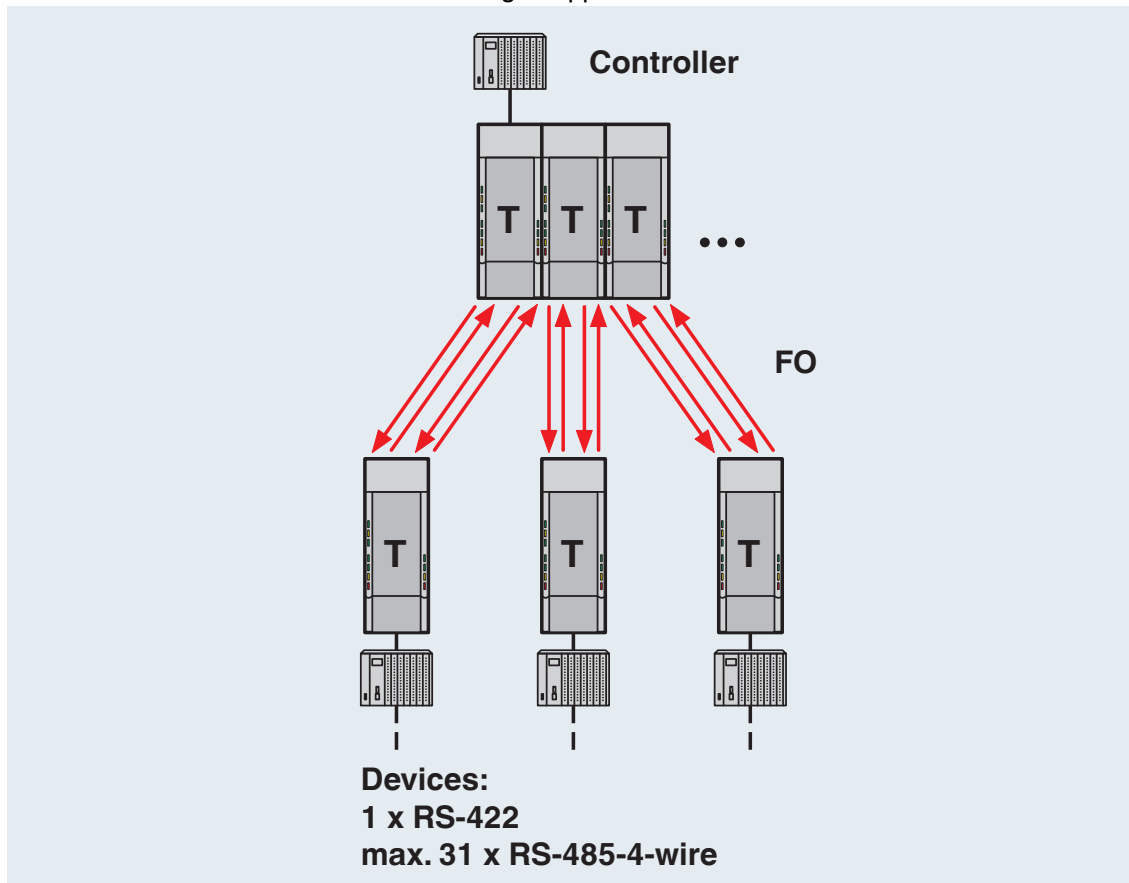 Controller
T T T
...
FO
T T T
Devices:
1 x RS-422
max. 31 x RS-485-4-wire